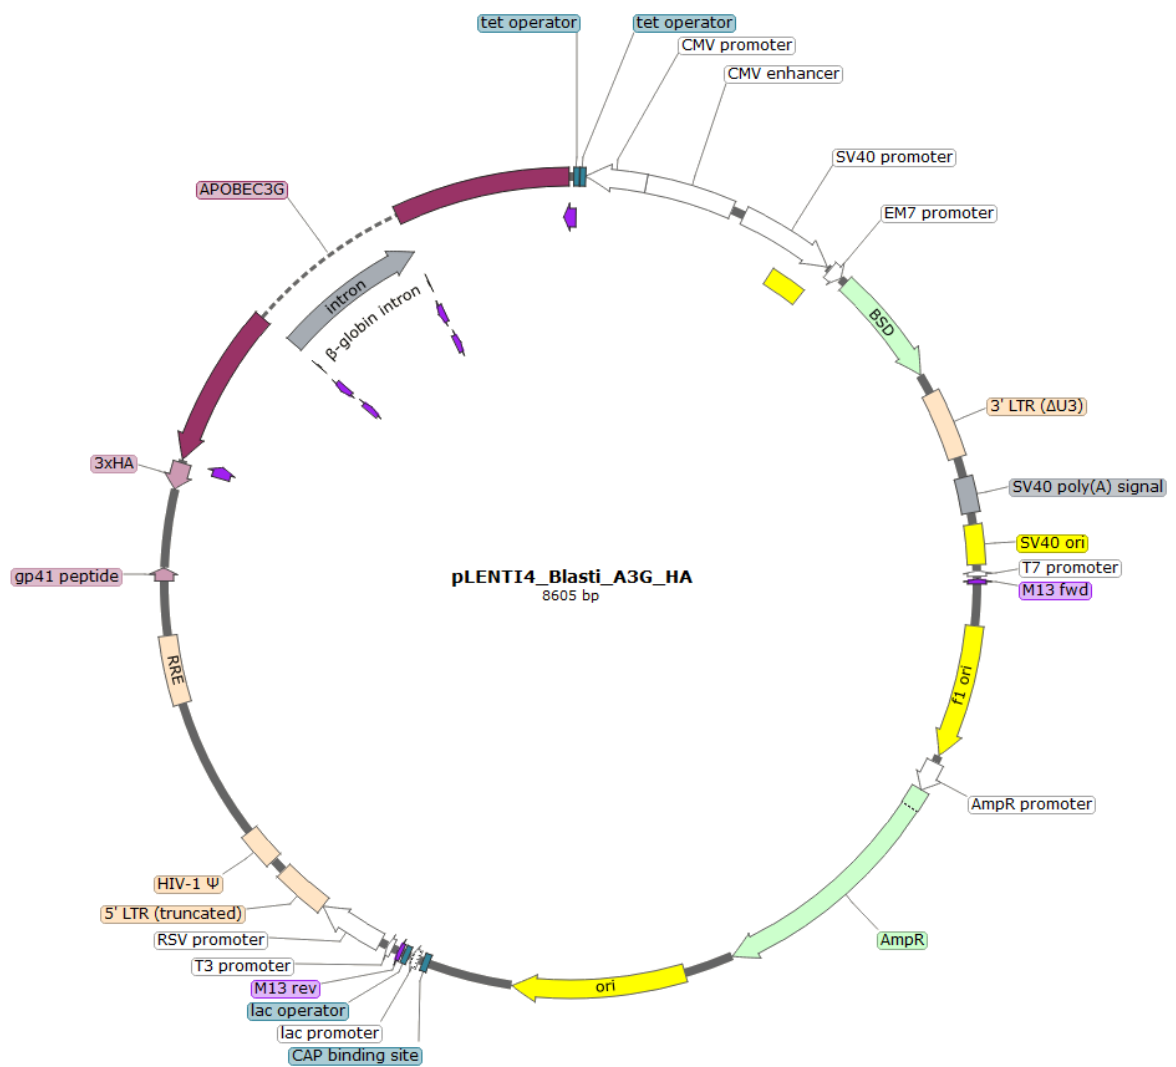 tet operator
tet operator
CMV promoter
CMV enhancer
SV40 promoter
EM7 promoter
APOBEC3G
intron
β-globin intron
BSD
3' LTR (ΔU3)
3xHA
SV40 poly(A) signal
SV40 ori
T7 promoter
M13 fwd
gp41 peptide
pLENTI4_Blasti_A3G_HA
8605 bp
RRE
f1 ori
AmpR promoter
HIV-1 Ψ
5' LTR (truncated)
RSV promoter
T3 promoter
M13 rev
lac operator
lac promoter
CAP binding site
ori
AmpR